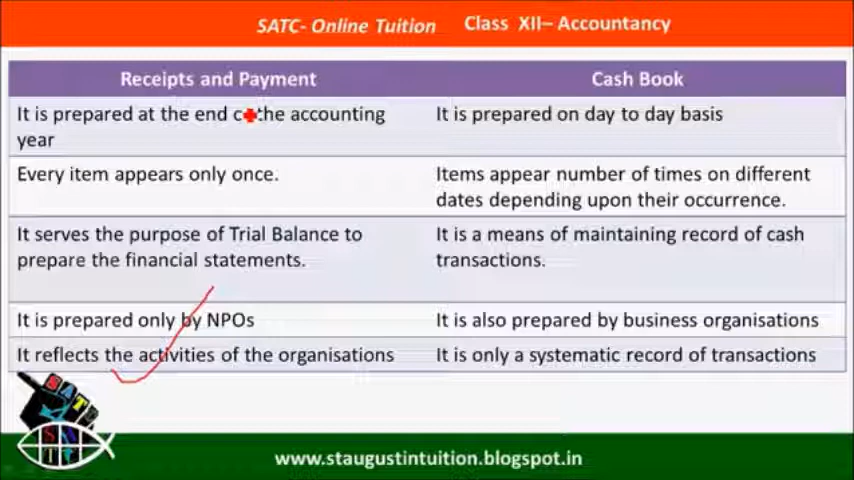 SATC- Online Tuition Class XII– Accountancy
Receipts and Payment Cash Book
It is prepared at the end the accounting It is prepared on day to day basis
year
Every item appears only once. Items appear number of times on different
dates depending upon their occurrence.
It serves the purpose of Trial Balance to It is a means of maintaining record of cash
prepare the financial statements. transactions.
It is prepared only by NPOs It is also prepared by business organisations
It reflects the activities of the organisations It is only a systematic record of transactions
SATC
SATT
www.staugustintuition.blogspot.in